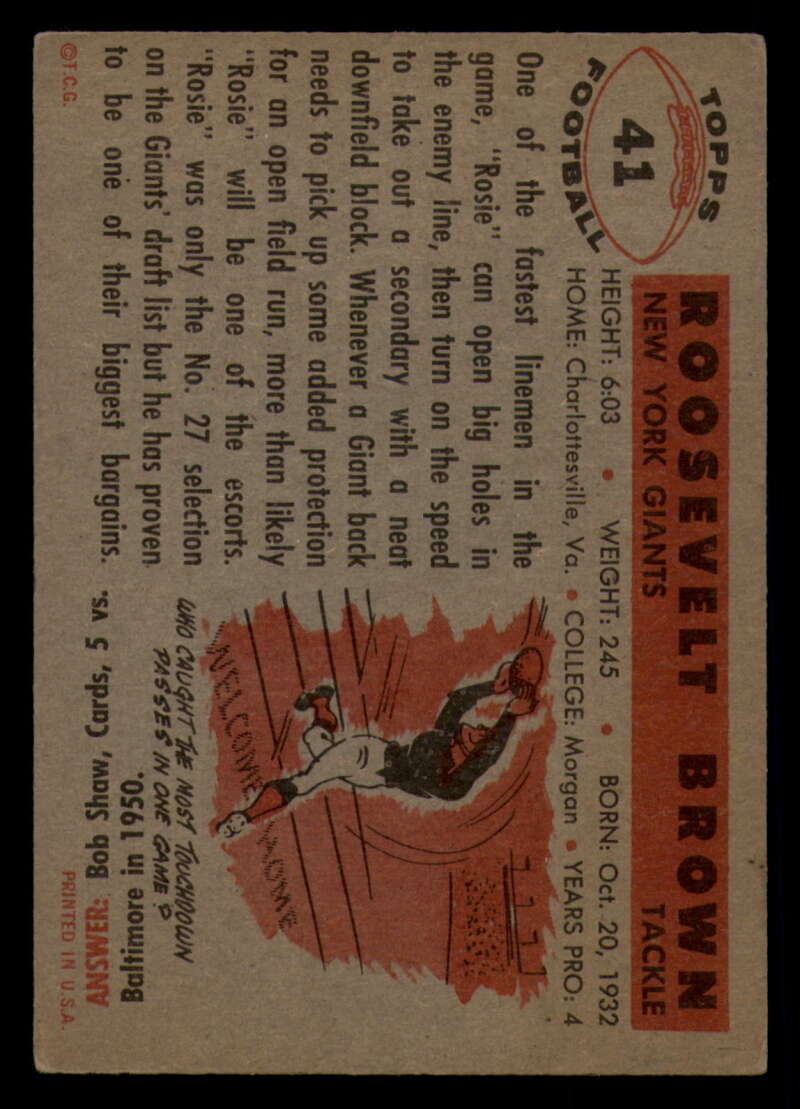 TOPPS
41
FOOTBALL
ROOSEVELT BROWN
NEW YORK GIANTS TACKLE
HEIGHT: 6:03 • WEIGHT: 245 • BORN: Oct. 20, 1932
HOME: Charlottesville, Va. • COLLEGE: Morgan • YEARS PRO: 4
One of the fastest linemen in the
game, "Rosie" can open big holes in
the enemy line, then turn on the speed
to take out a secondary with a neat
downfield block. Whenever a Giant back
needs to pick up some added protection
for an open field run, more than likely
"Rosie" will be one of the escorts.
"Rosie" was only the No. 27 selection
on the Giants' draft list but he has proven
to be one of their biggest bargains.
WELCOME HOME
WHO CAUGHT THE MOST TOUCHDOWN
PASSES IN ONE GAME?
ANSWER: Bob Shaw, Cards, 5 vs.
Baltimore in 1950.
©T.C.G.
PRINTED IN U.S.A.